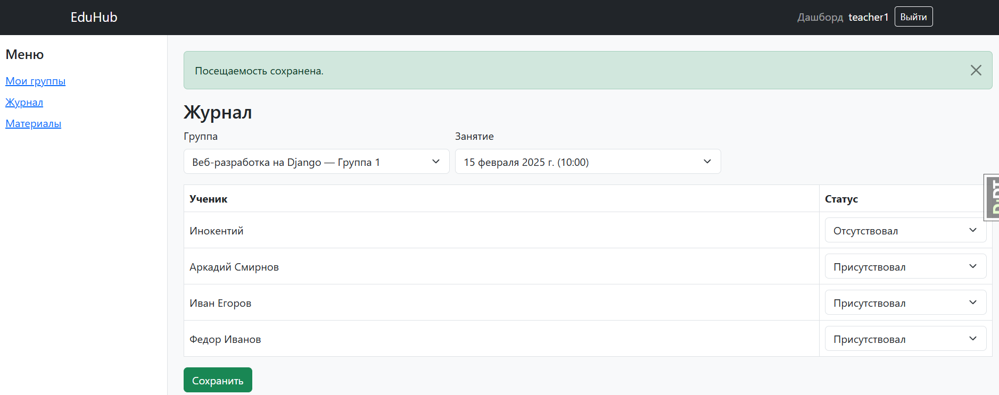 EduHub
Дашборд teacher1 Выйти
Меню
Мои группы
Журнал
Материалы
Посещаемость сохранена.
Журнал
Группа Занятие
Веб-разработка на Django — Группа 1 15 февраля 2025 г. (10:00)
Ученик Статус
Инокентий Отсутствовал
Аркадий Смирнов Присутствовал
Иван Егоров Присутствовал
Федор Иванов Присутствовал
Сохранить